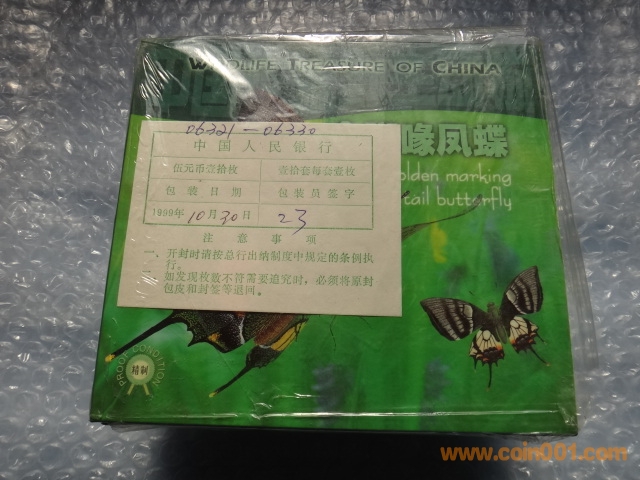 WILDLIFE TREASURE OF CHINA
喙凤蝶
olden marking
tail butterfly
06321-06330
中国人民银行
伍元币壹拾枚 壹拾套每套壹枚
包装日期 包装员签字
1999年10月30日 23
注意事项
一、开封时请按总行出纳制度中规定的条例执
行。
二、如发现枚数不符需要追究时，必须将原封
包皮和封签等退回。
PROOF CONDITION
精制
www.coin001.com